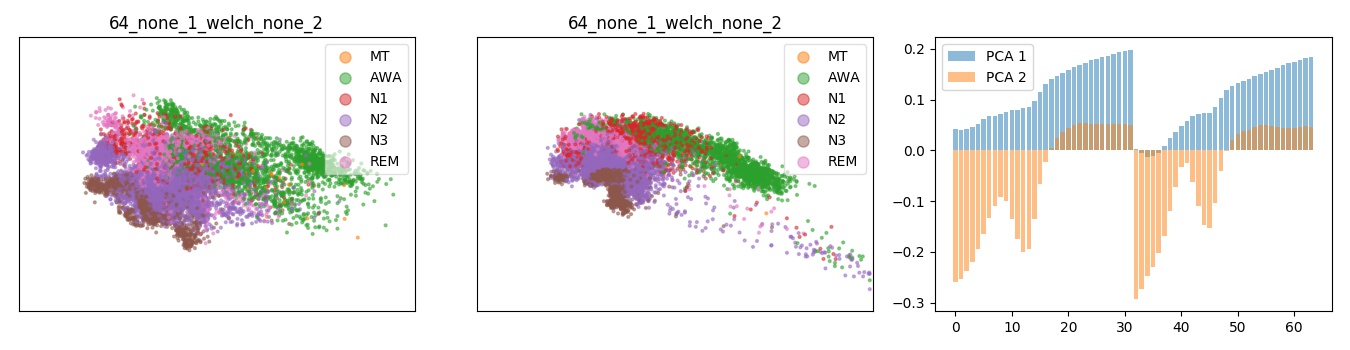 64_none_1_welch_none_2
MT
AWA
N1
N2
N3
REM
64_none_1_welch_none_2
MT
AWA
N1
N2
N3
REM
PCA 1
PCA 2
0.2
0.1
0.0
−0.1
−0.2
−0.3
0 10 20 30 40 50 60